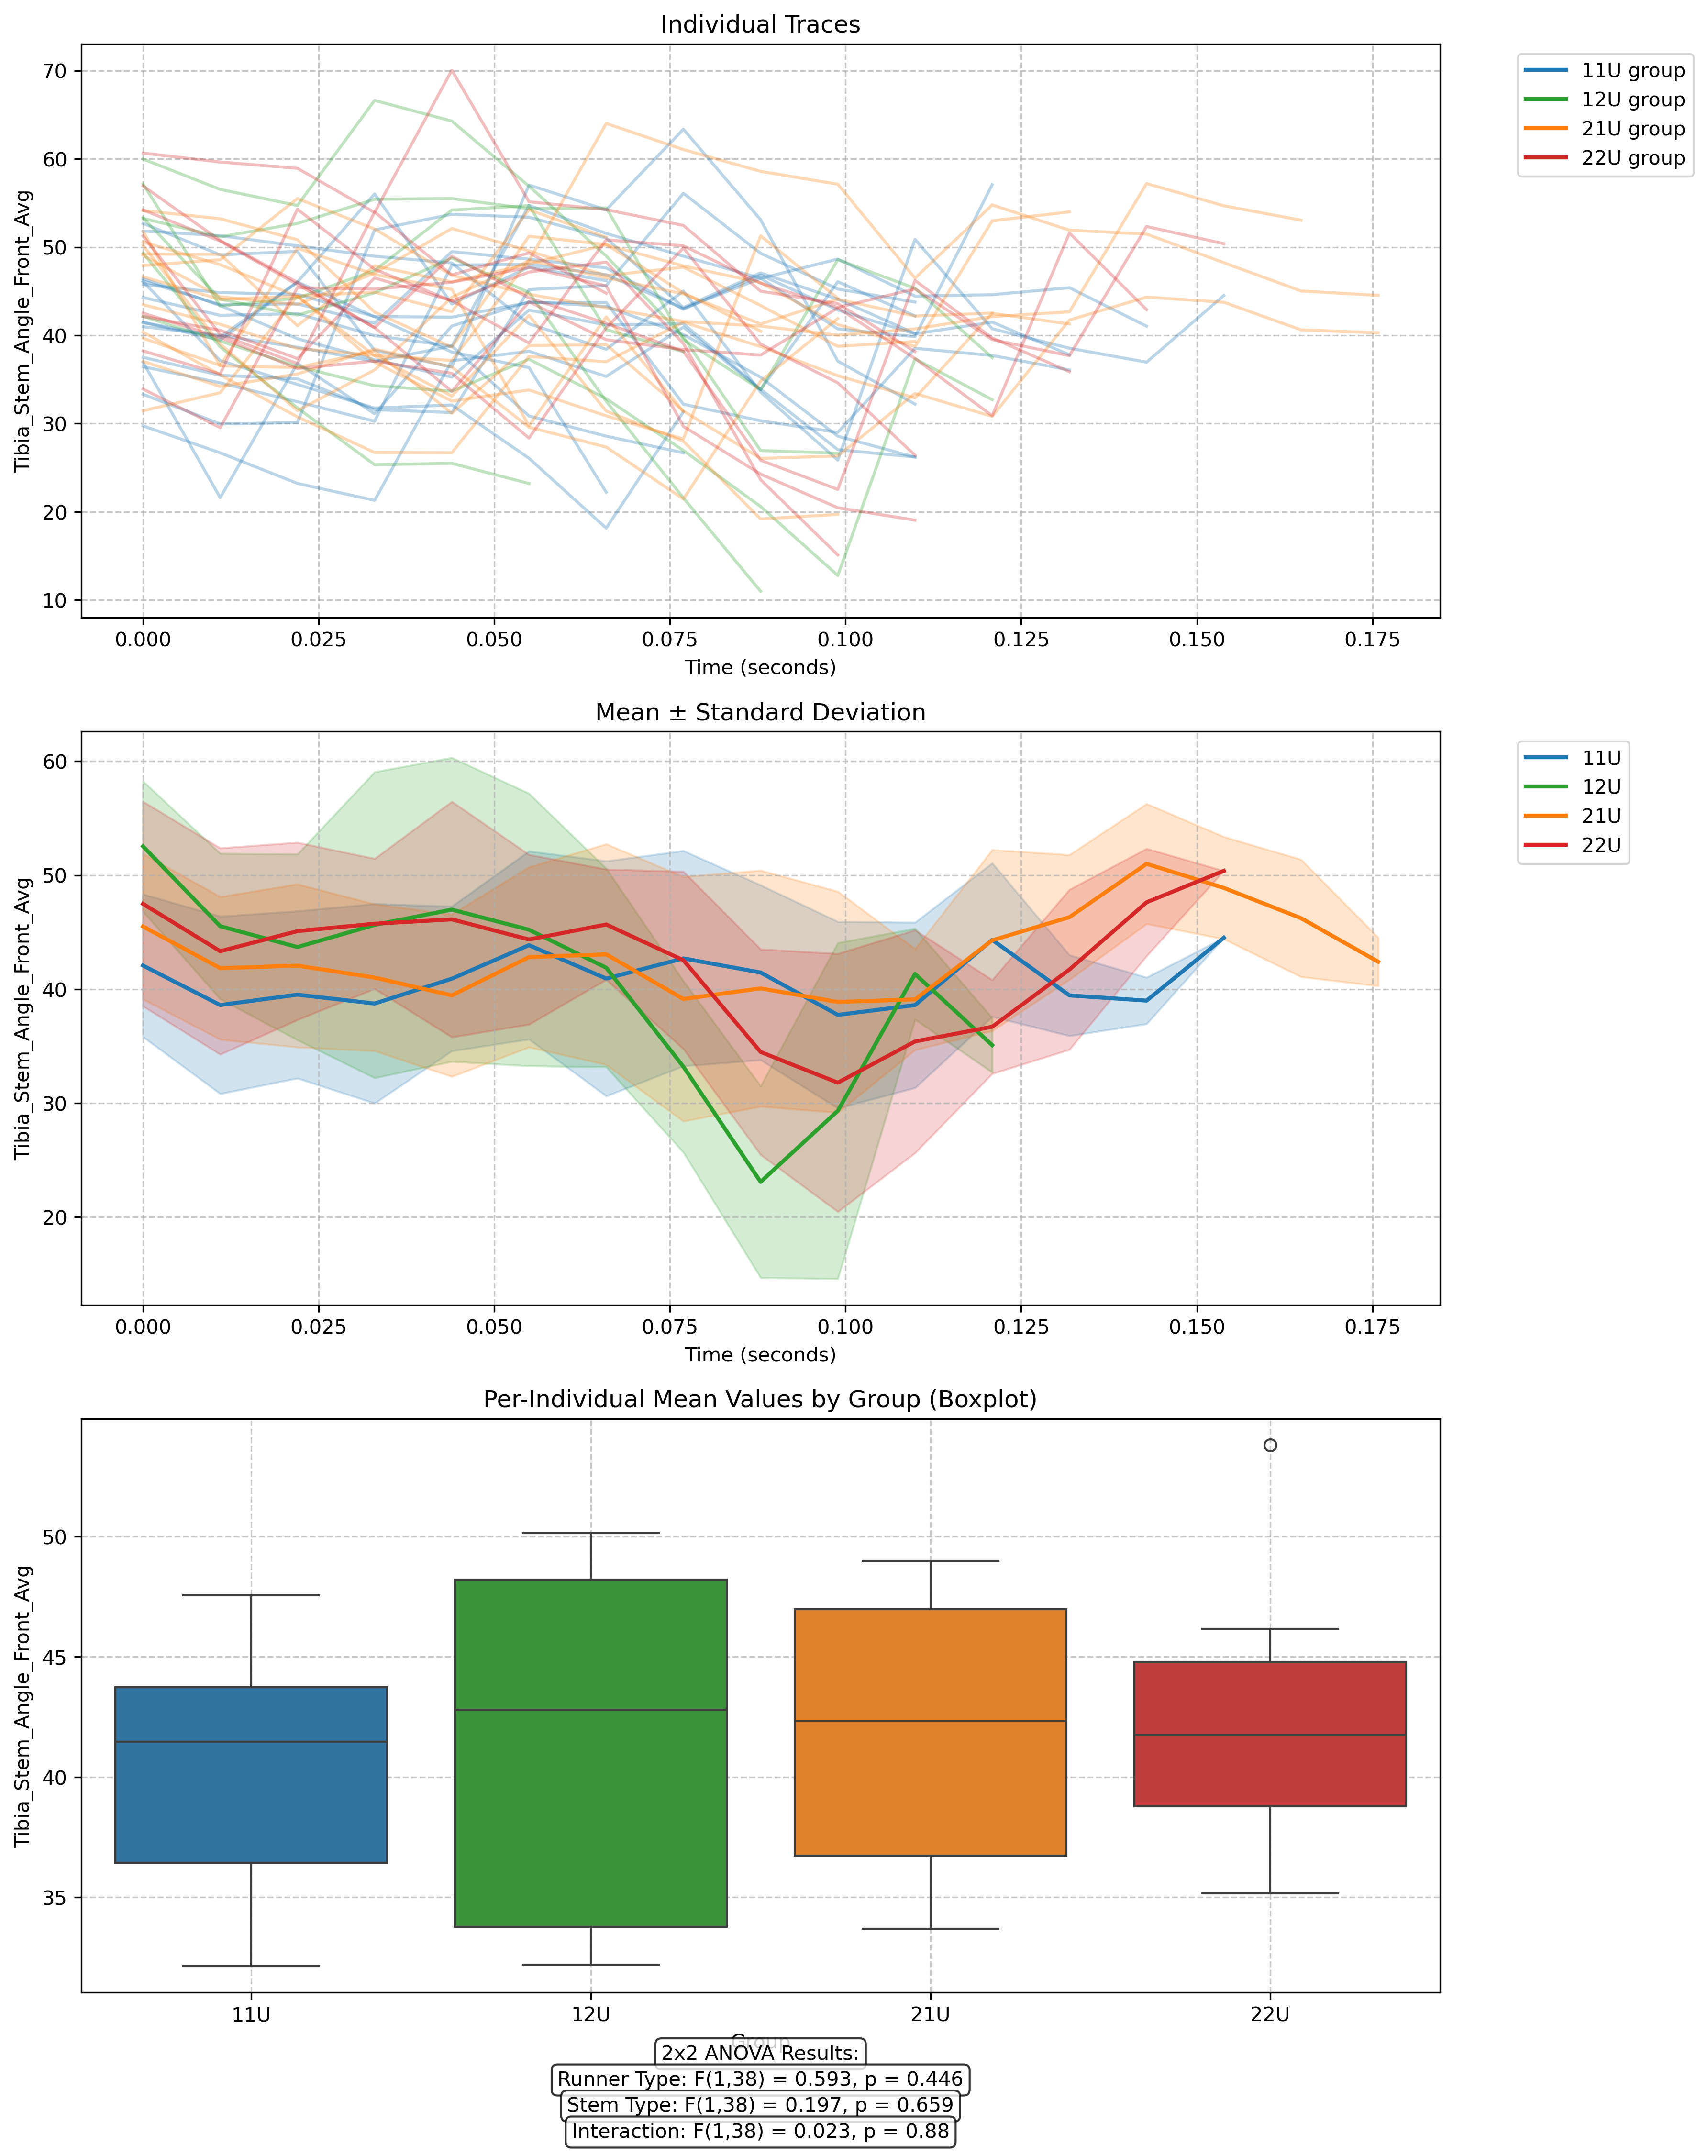 Individual Traces
Tibia_Stem_Angle_Front_Avg
70
60
50
40
30
20
10
0.000 0.025 0.050 0.075 0.100 0.125 0.150 0.175
Time (seconds)
11U group
12U group
21U group
22U group
Mean ± Standard Deviation
Tibia_Stem_Angle_Front_Avg
60
50
40
30
20
0.000 0.025 0.050 0.075 0.100 0.125 0.150 0.175
Time (seconds)
11U
12U
21U
22U
Per-Individual Mean Values by Group (Boxplot)
Tibia_Stem_Angle_Front_Avg
50
45
40
35
11U 12U 21U 22U
Group
2x2 ANOVA Results:
Runner Type: F(1,38) = 0.593, p = 0.446
Stem Type: F(1,38) = 0.197, p = 0.659
Interaction: F(1,38) = 0.023, p = 0.88